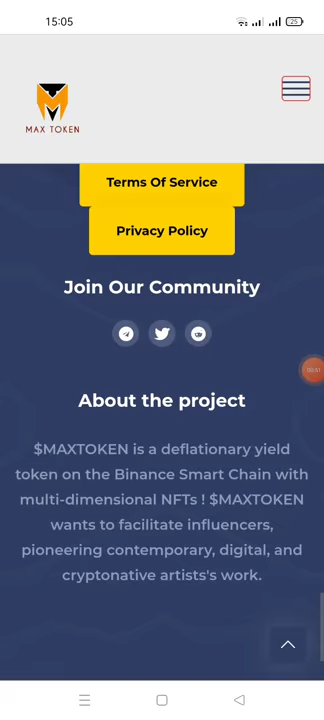 15:05
25
MAX TOKEN
Terms Of Service
Privacy Policy
Join Our Community
About the project
$MAXTOKEN is a deflationary yield
token on the Binance Smart Chain with
multi-dimensional NFTs ! $MAXTOKEN
wants to facilitate influencers,
pioneering contemporary, digital, and
cryptonative artists's work.